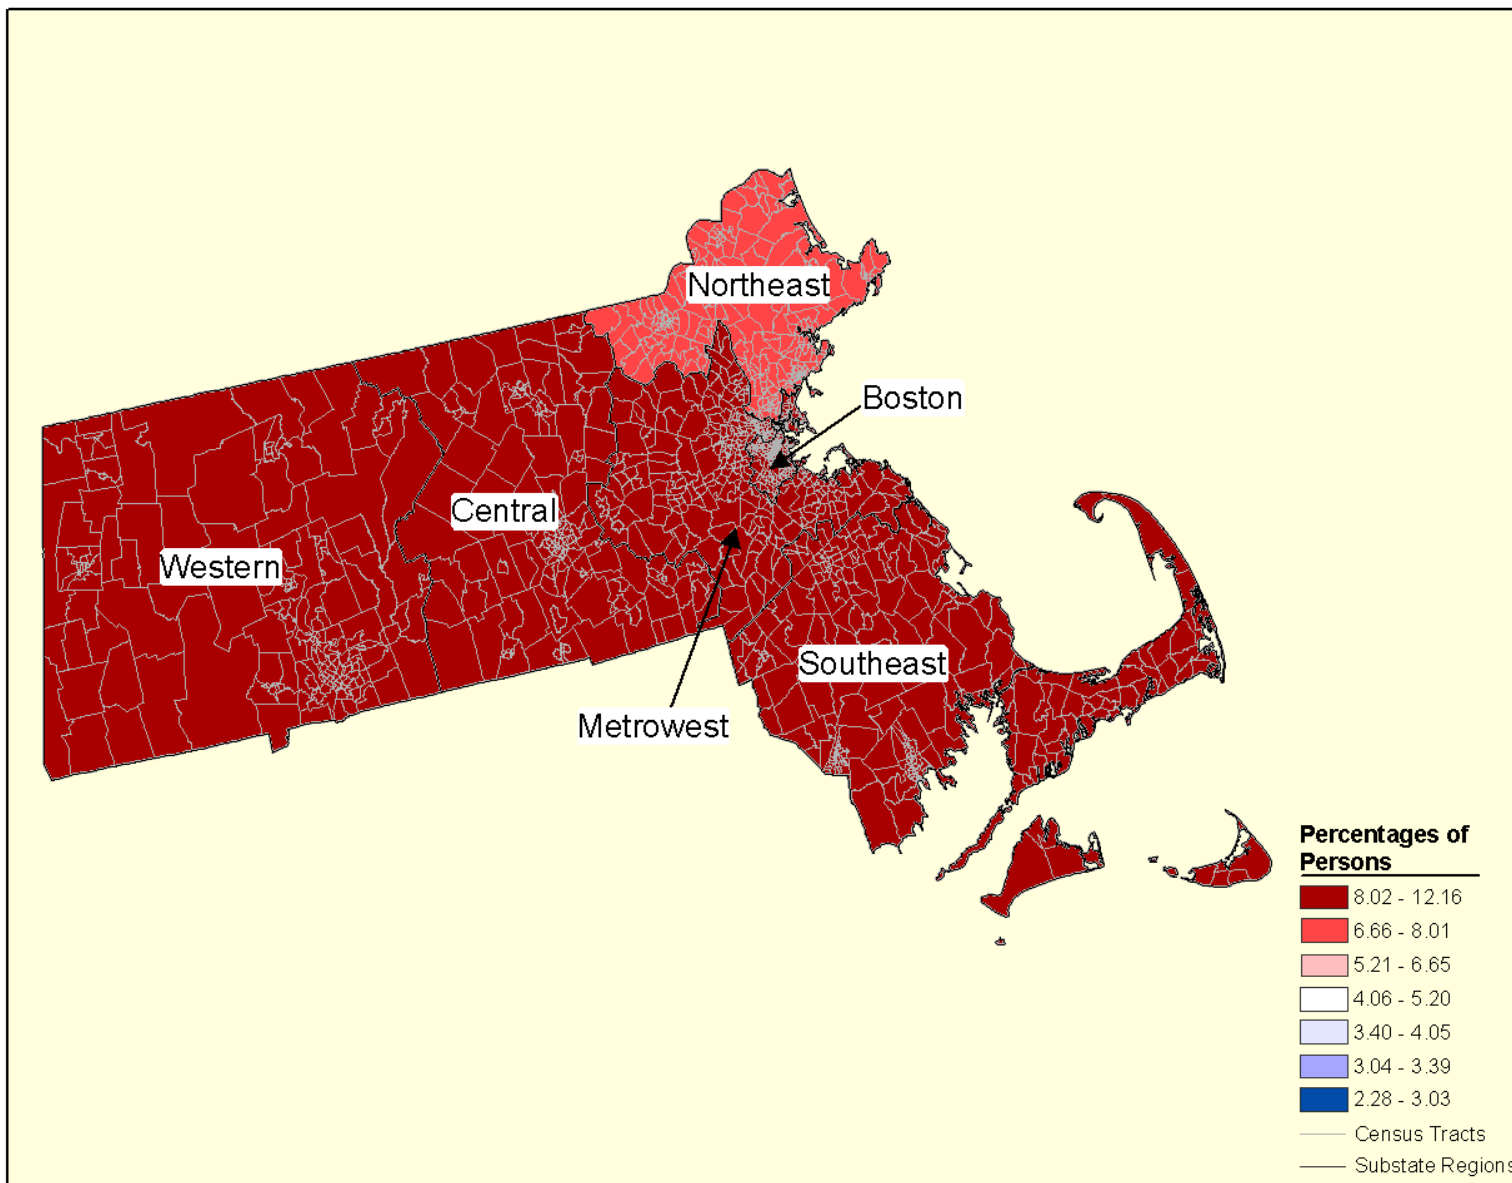 Northeast
Boston
Central
Western
Southeast
Metrowest
Percentages of
Persons
8.02 - 12.16
6.66 - 8.01
5.21 - 6.65
4.06 - 5.20
3.40 - 4.05
3.04 - 3.39
2.28 - 3.03
Census Tracts
Substate Regions